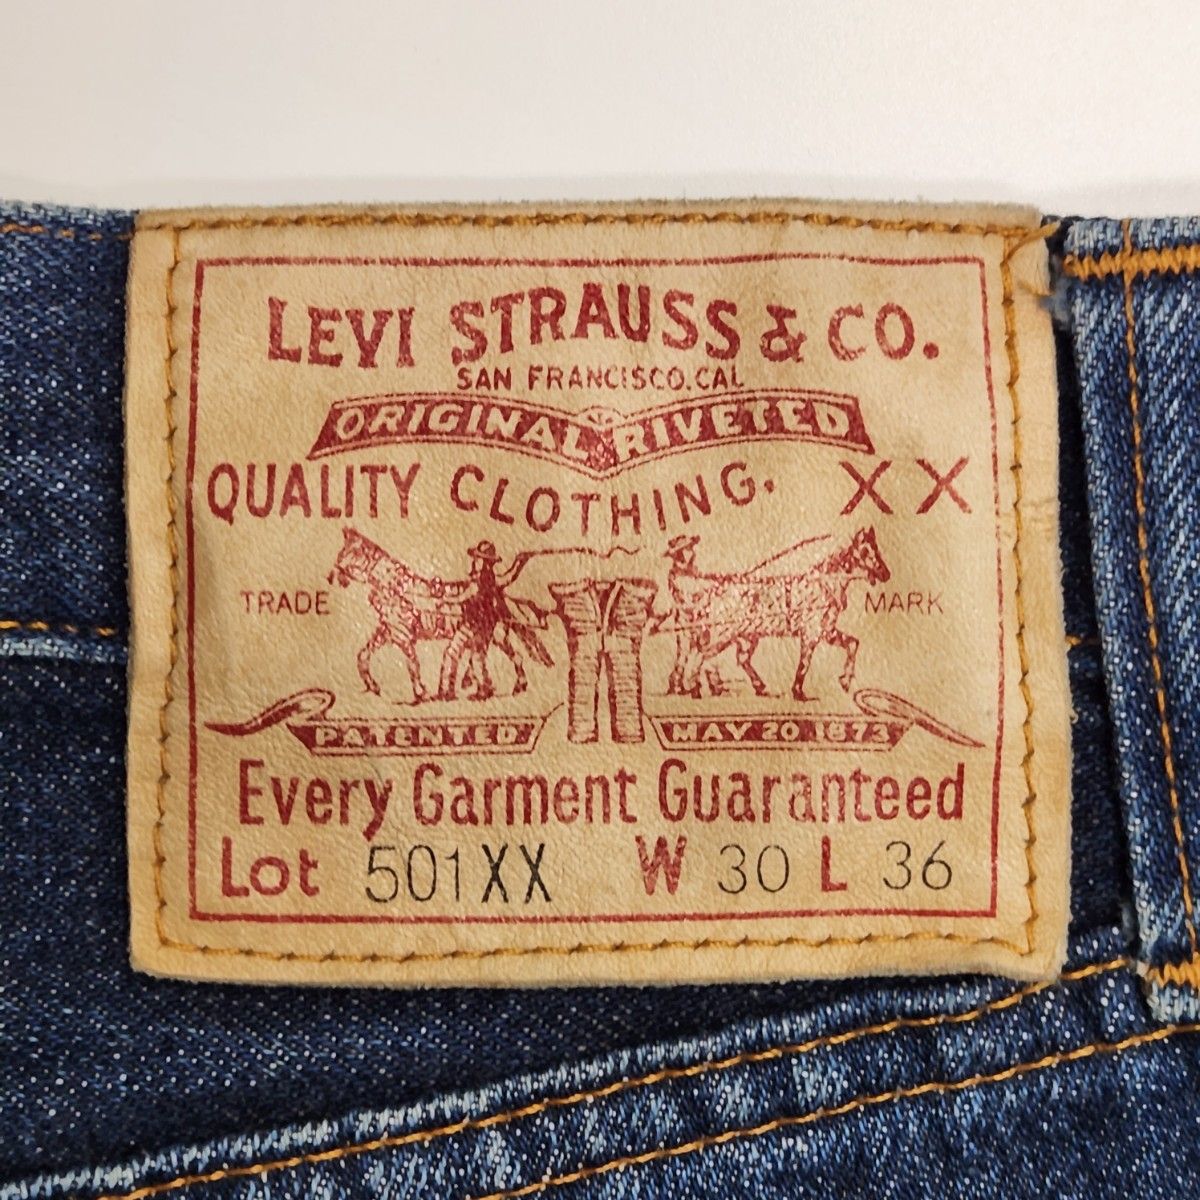 LEVI STRAUSS & CO.
SAN FRANCISCO, CAL
ORIGINAL RIVETED
QUALITY CLOTHING. XX
TRADE MARK
PATENTED MAY 20 1873
Every Garment Guaranteed
Lot 501XX W 30 L 36